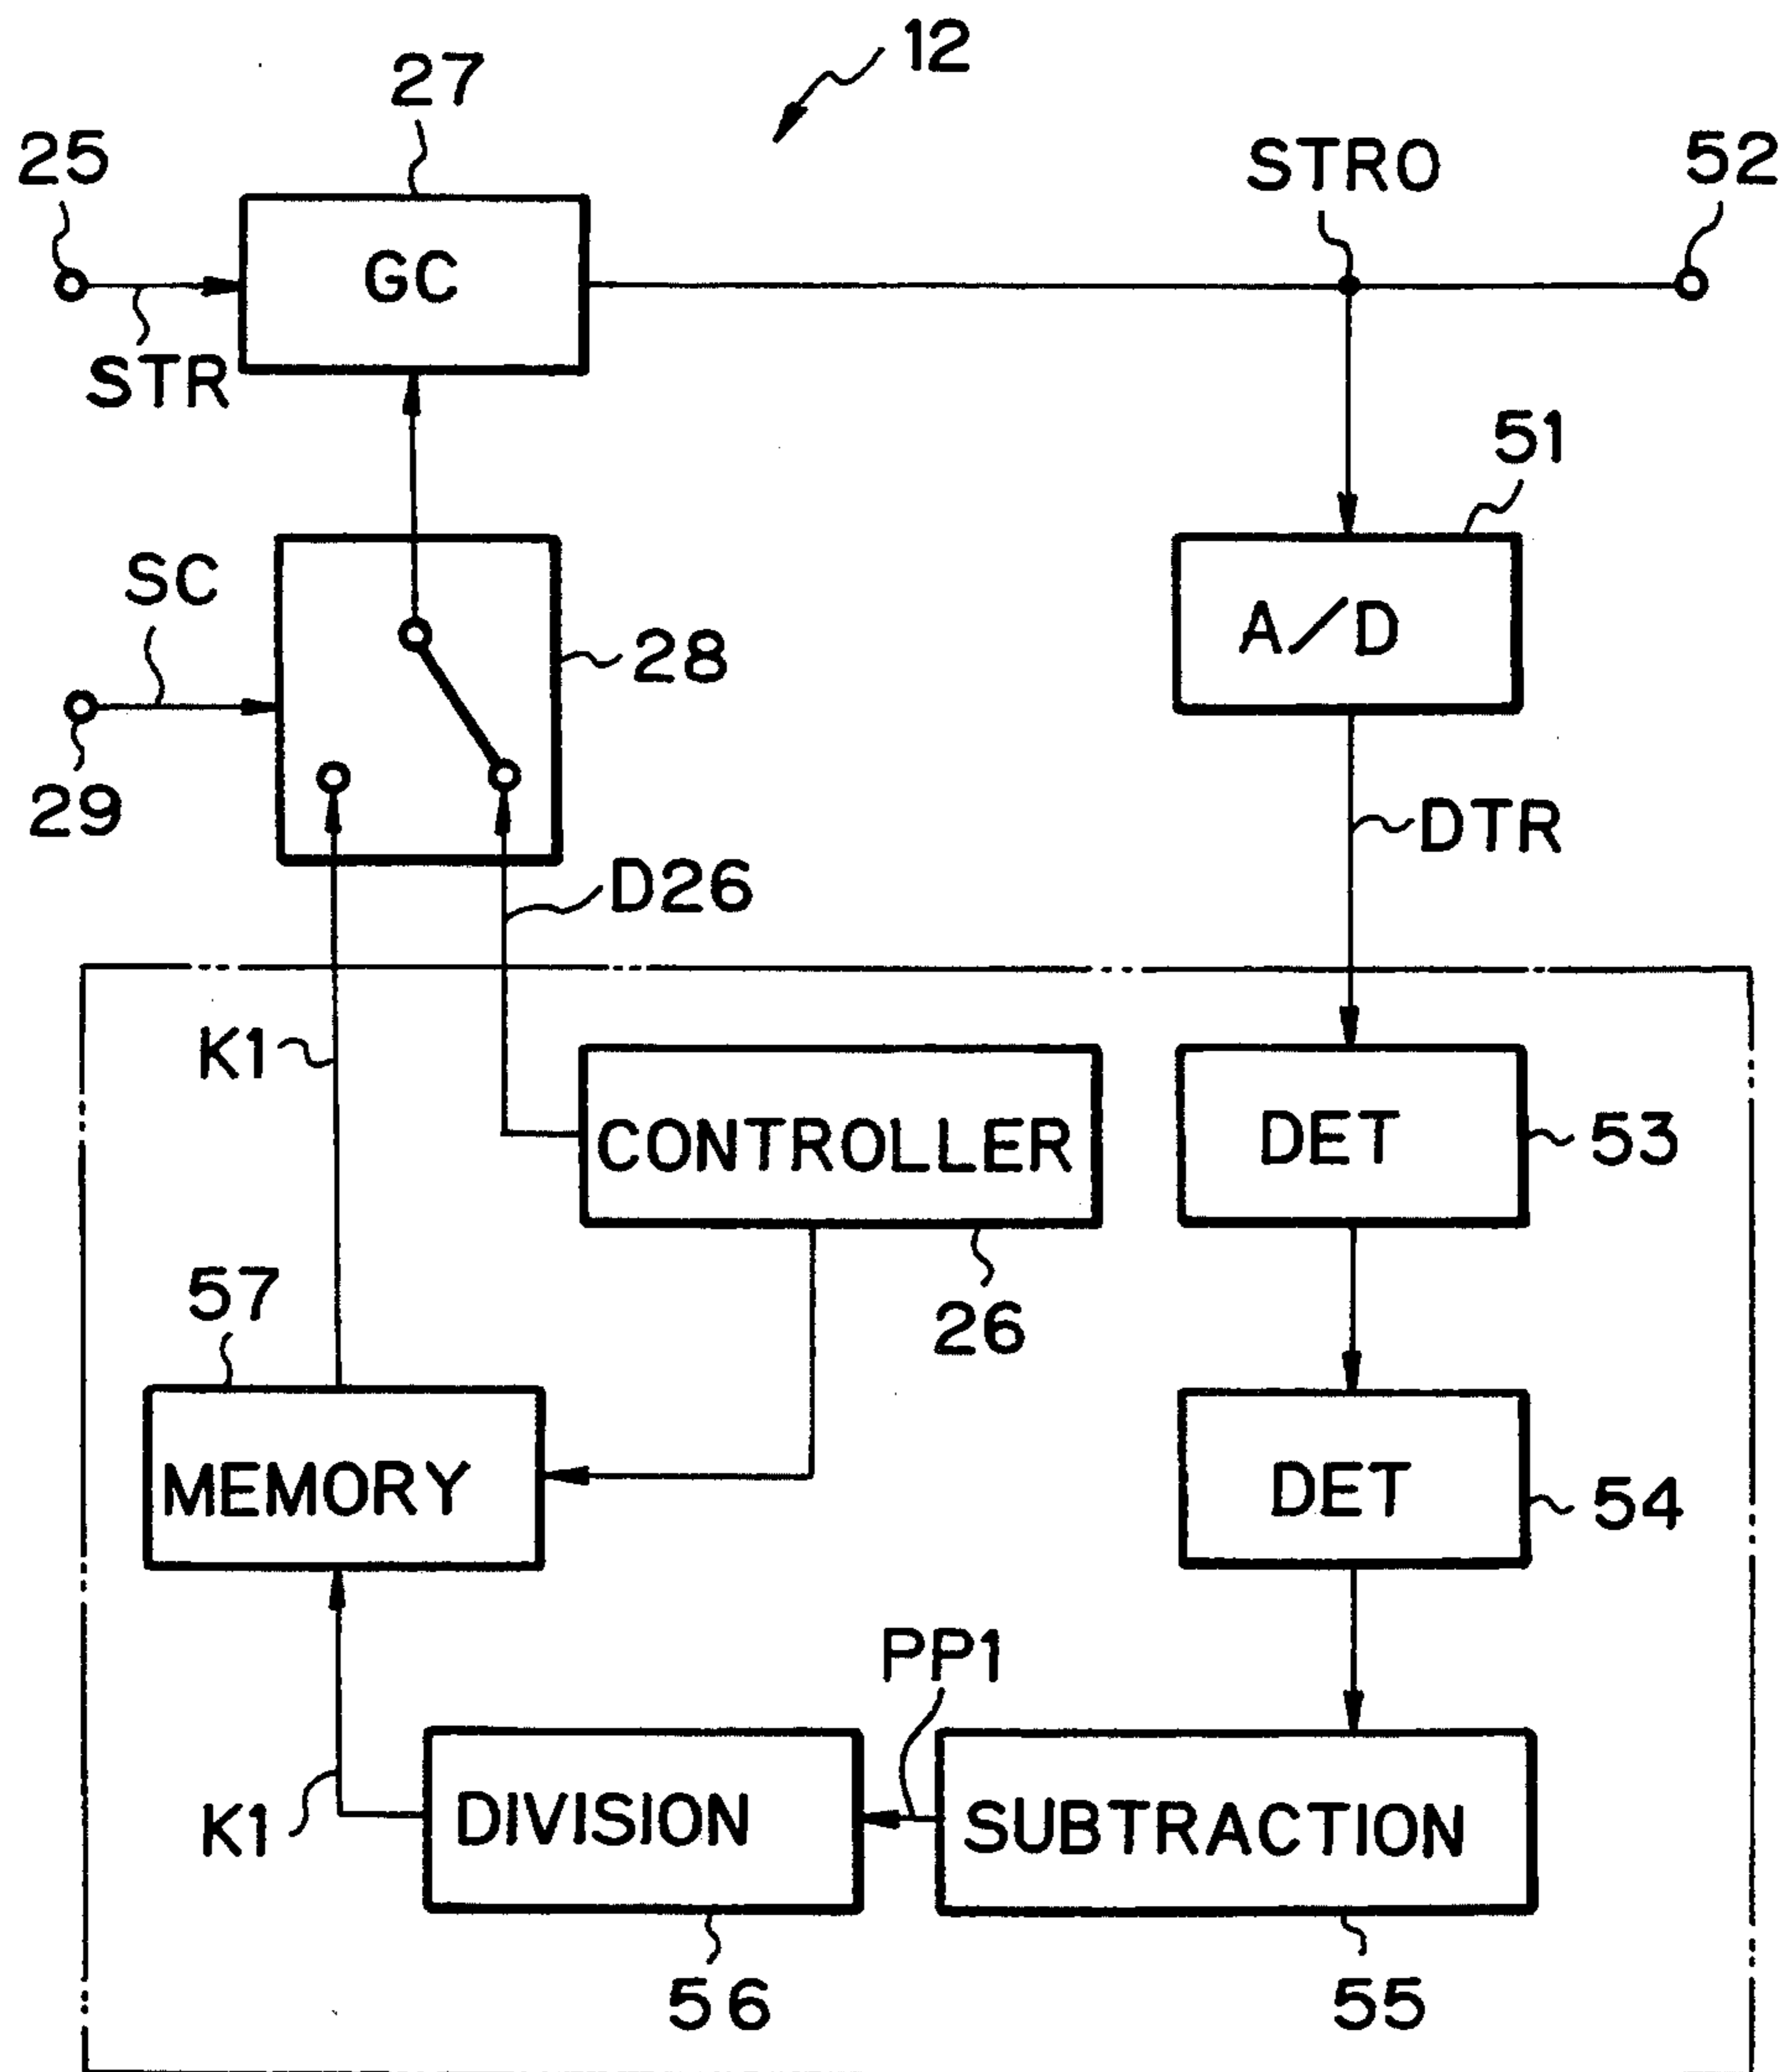 12
27
25
STRO
52
GC
STR
51
SC
A/D
28
29
DTR
D26
K1
CONTROLLER
DET
53
57
26
MEMORY
DET
54
PP1
K1
DIVISION
SUBTRACTION
56
55